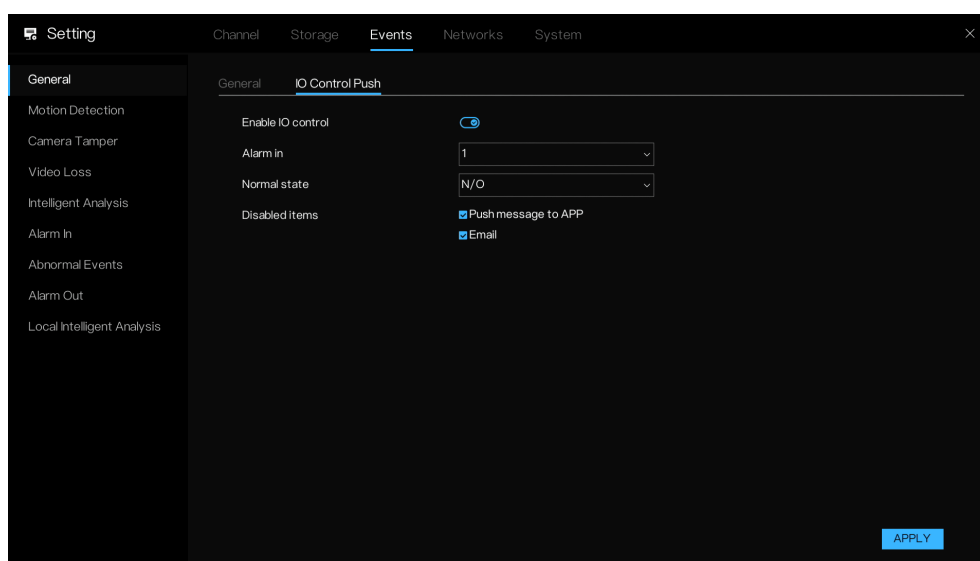 Setting
Channel Storage Events Networks System
General
Motion Detection
Camera Tamper
Video Loss
Intelligent Analysis
Alarm In
Abnormal Events
Alarm Out
Local Intelligent Analysis
General IO Control Push
Enable IO control
Alarm in 1
Normal state N/O
Disabled items Push message to APP
Email
APPLY